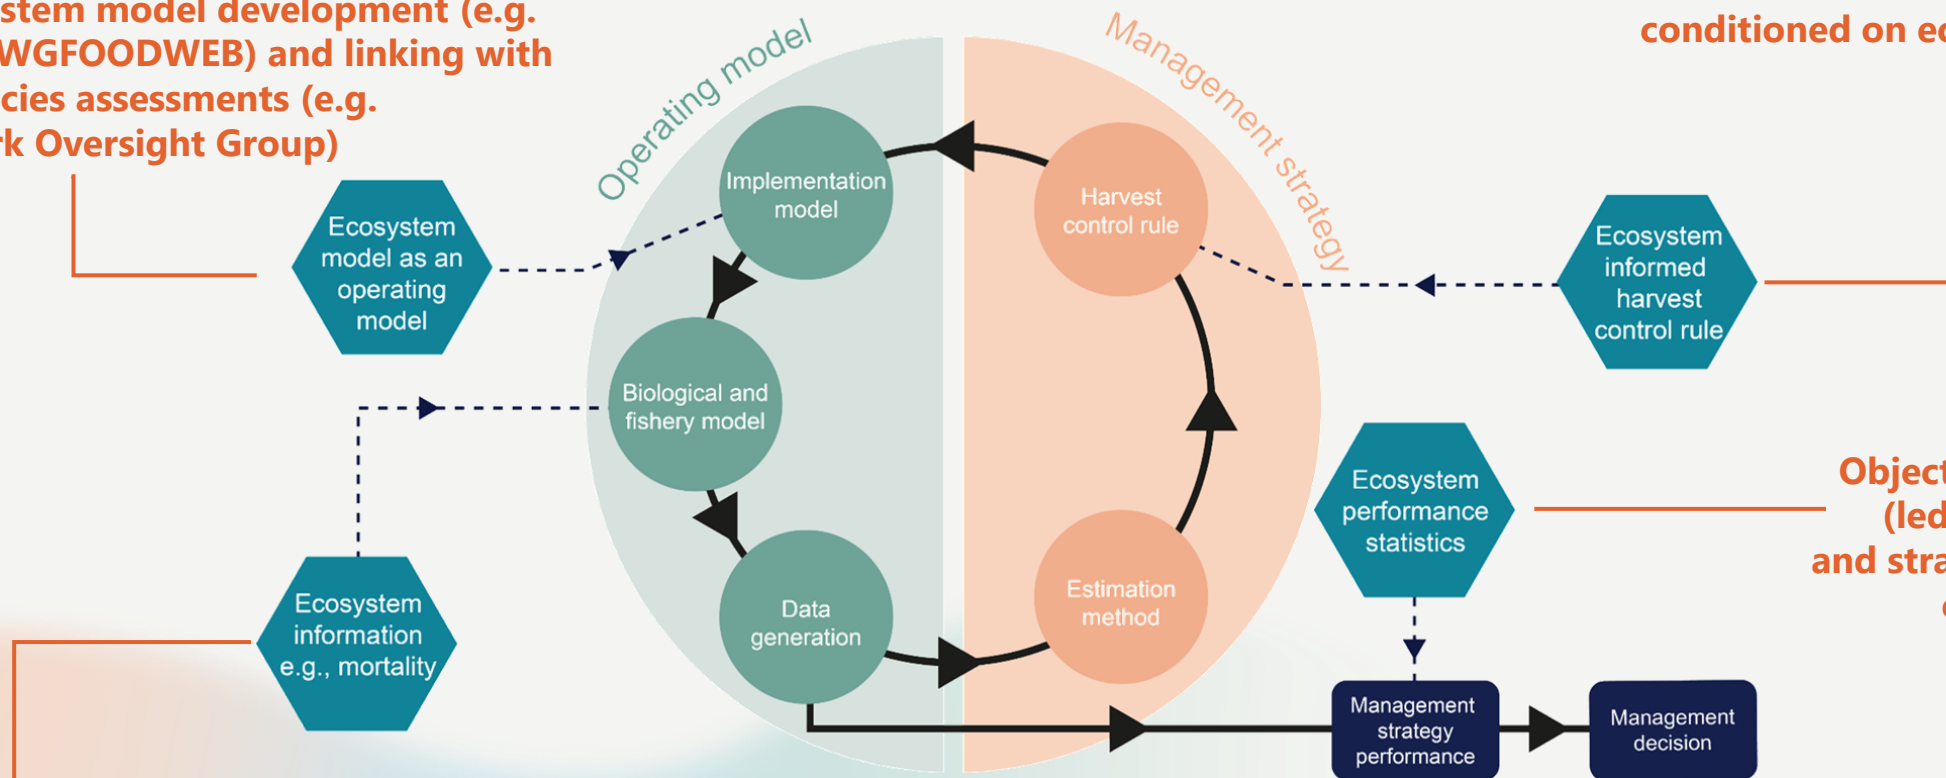 stem model development (e.g.
WGFOODWEB) and linking with
cies assessments (e.g.
rk Oversight Group)
conditioned on ec
Operating model
Management strategy
Implementation
model
Harvest
control rule
Ecosystem
model as an
operating
model
Ecosystem
informed
harvest
control rule
Biological and
fishery model
Ecosystem
performance
statistics
Object
(led
and stra
Ecosystem
information
e.g., mortality
Data
generation
Estimation
method
Management
strategy
performance
Management
decision